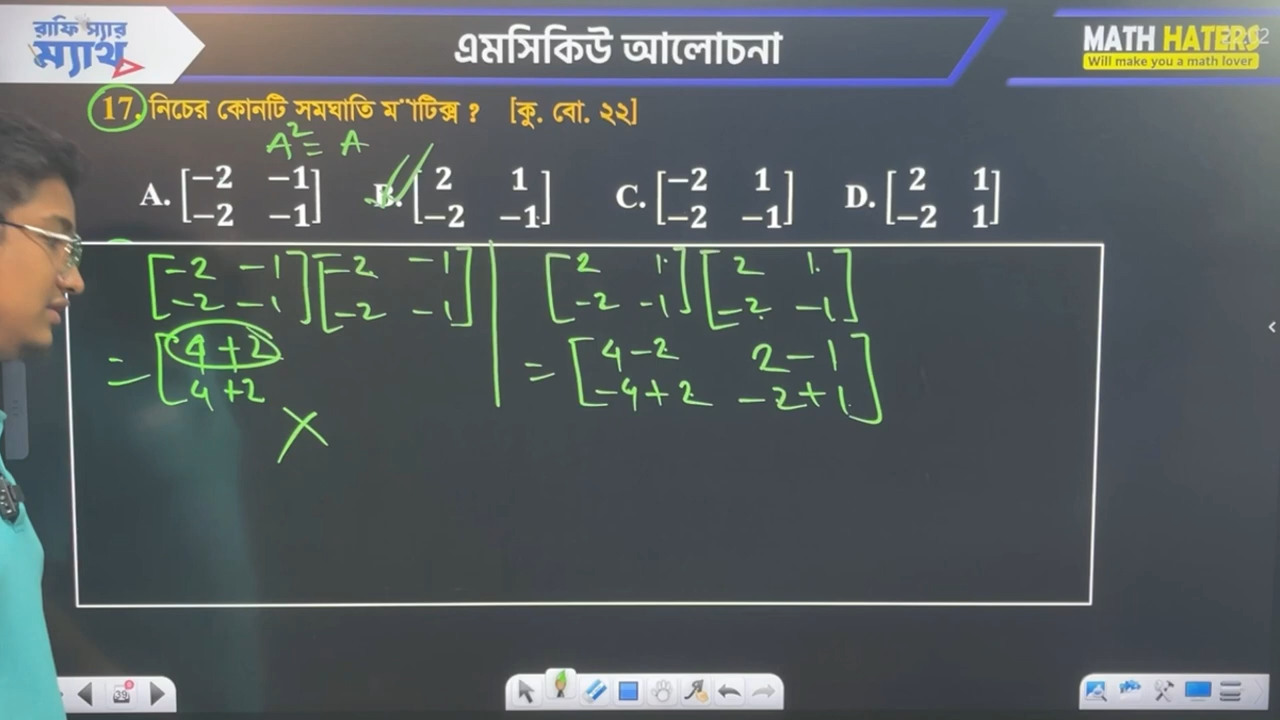 রাফি স্যার
ম্যাথ
এমসিকিউ আলোচনা
MATH HATERS
Will make you a math lover
17. নিচের কোনটি সমঘাতি ম্যাটিক্স ? [কু. বো. ২২]
A² = A
A. [−2 −1] B. [2 1] C. [−2 1] D. [2 1]
[−2 −1] [−2 −1] [−2 −1] [−2 1]
[-2 -1] [-2 -1] [2 1] [2 1]
[-2 -1] [-2 -1] [-2 -1] [-2 -1]
= [4+2 = [4-2 2-1]
[4+2 [-4+2 -2+1]
×
39